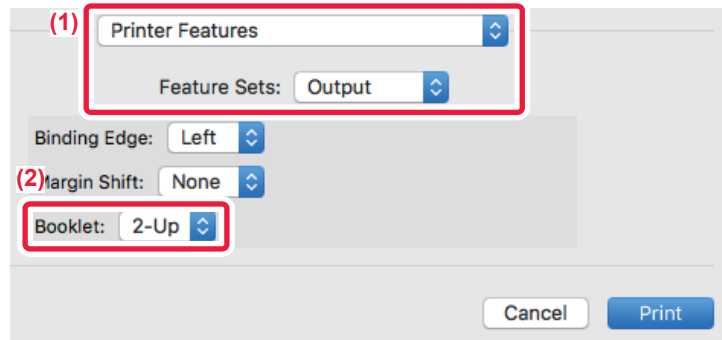 (1) Printer Features
Feature Sets: Output
Binding Edge: Left
(2) Margin Shift: None
Booklet: 2-Up
Cancel Print